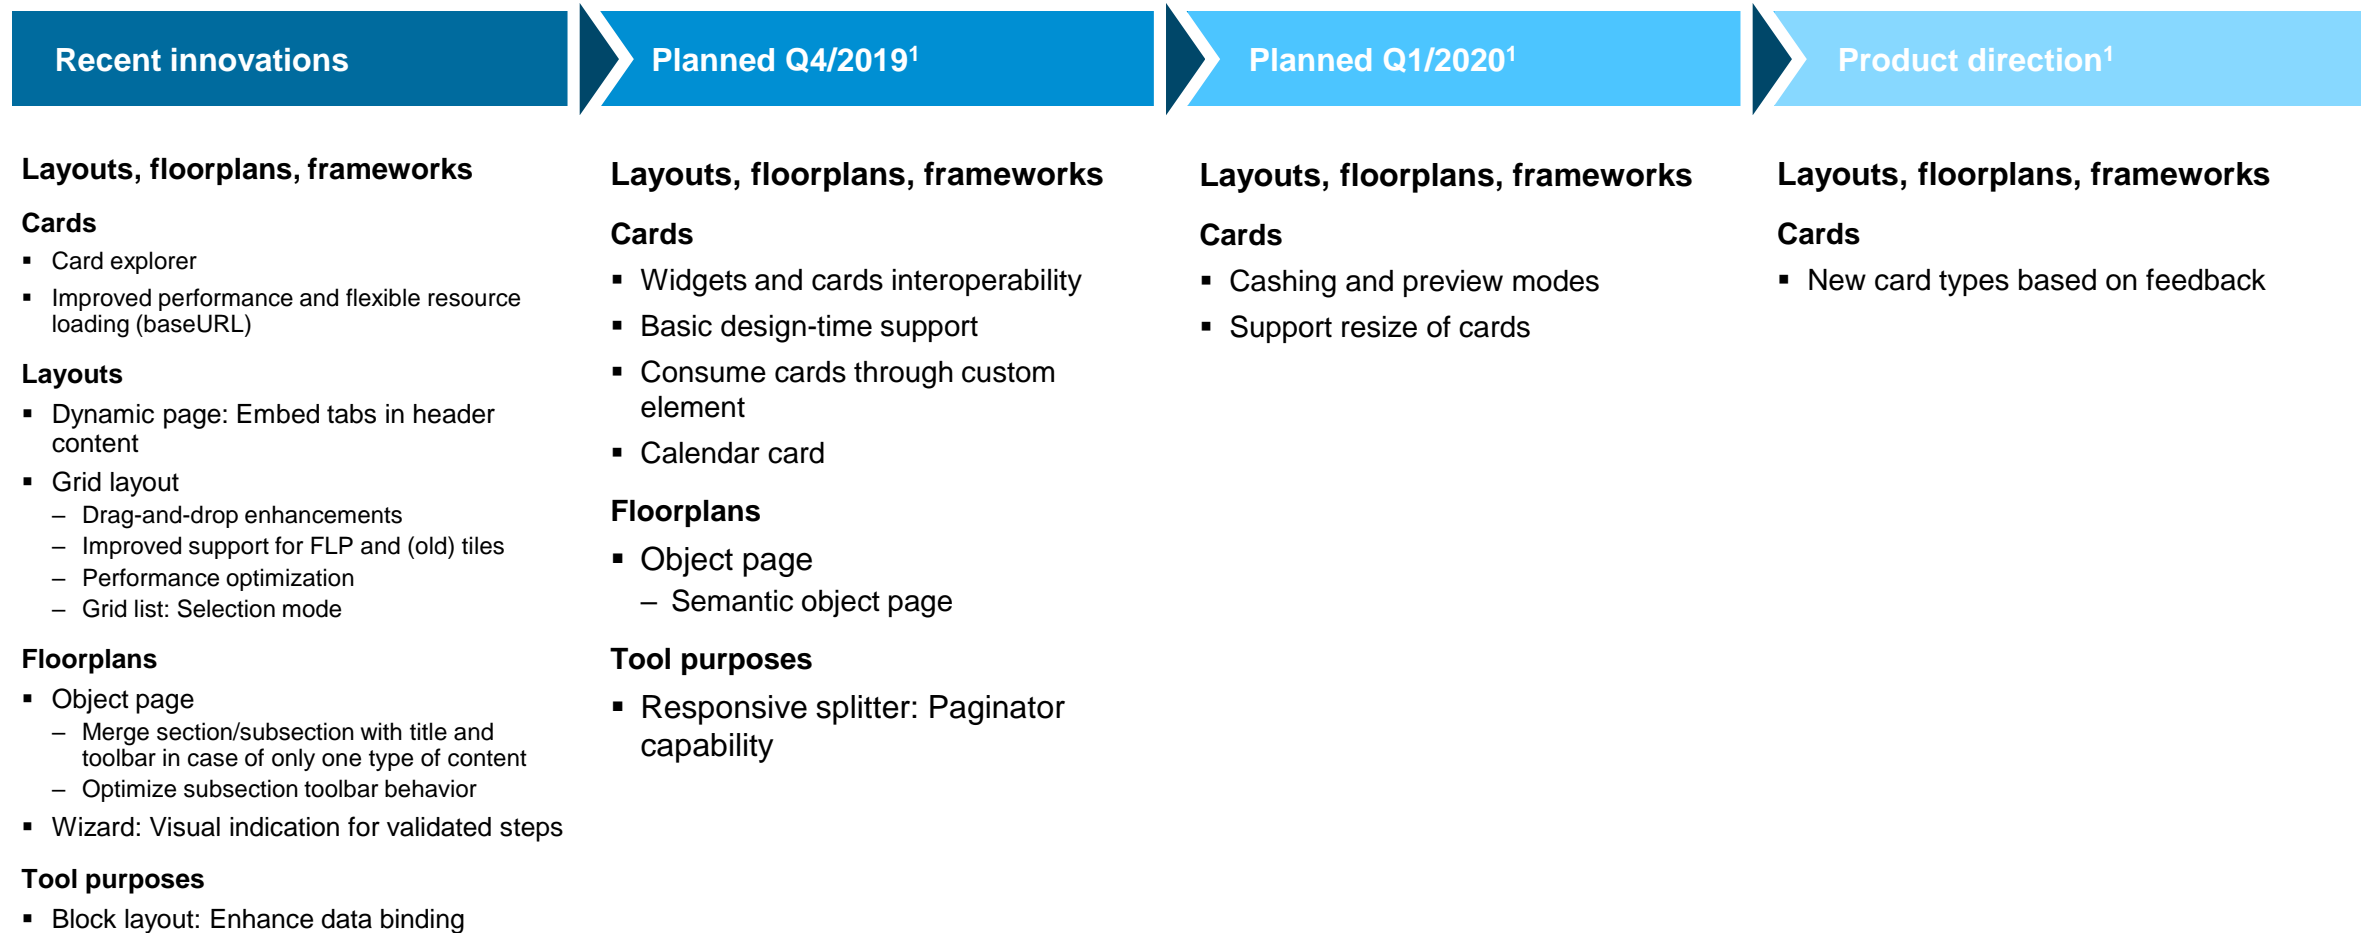 Recent innovations
Planned Q4/2019¹
Planned Q1/2020¹
Product direction¹
Layouts, floorplans, frameworks
Cards
▪ Card explorer
▪ Improved performance and flexible resource
loading (baseURL)
Layouts
▪ Dynamic page: Embed tabs in header
content
▪ Grid layout
– Drag-and-drop enhancements
– Improved support for FLP and (old) tiles
– Performance optimization
– Grid list: Selection mode
Floorplans
▪ Object page
– Merge section/subsection with title and
toolbar in case of only one type of content
– Optimize subsection toolbar behavior
▪ Wizard: Visual indication for validated steps
Tool purposes
▪ Block layout: Enhance data binding
Layouts, floorplans, frameworks
Cards
▪ Widgets and cards interoperability
▪ Basic design-time support
▪ Consume cards through custom
element
▪ Calendar card
Floorplans
▪ Object page
– Semantic object page
Tool purposes
▪ Responsive splitter: Paginator
capability
Layouts, floorplans, frameworks
Cards
▪ Cashing and preview modes
▪ Support resize of cards
Layouts, floorplans, frameworks
Cards
▪ New card types based on feedback